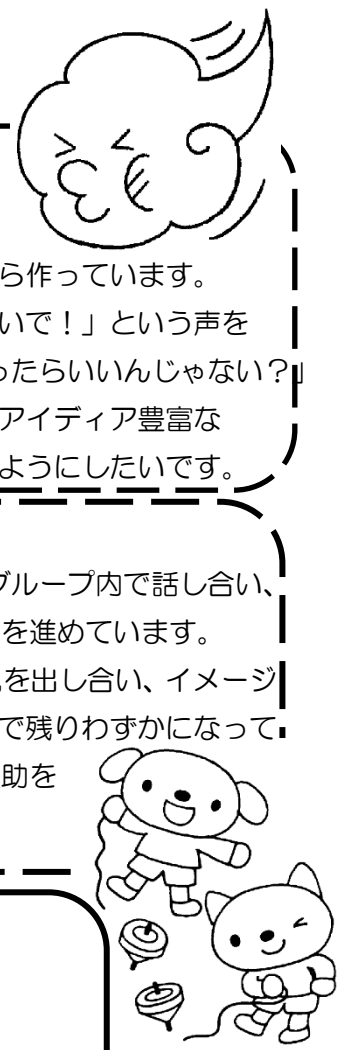 ら作っています。
いで！」という声を
ったらいいんじゃない？」
アイディア豊富な
ようにしたいです。
グループ内で話し合い、
を進めています。
を出し合い、イメージ
で残りわずかになって
助を